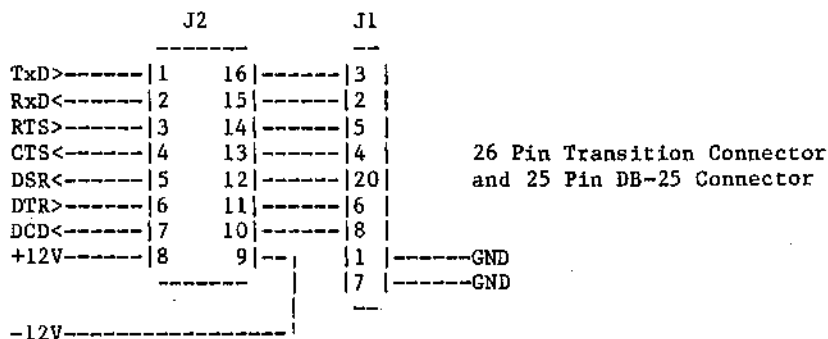 J2 J1
------- --
TxD>------|1 16|------|3 |
RxD<------|2 15|------|2 |
RTS>------|3 14|------|5 |
CTS<------|4 13|------|4 | 26 Pin Transition Connector
DSR<------|5 12|------|20| and 25 Pin DB-25 Connector
DTR>------|6 11|------|6 |
DCD<------|7 10|------|8 |
+12V------|8 9|-- |1 |------GND
------- | |7 |------GND
| --
-12V----------------